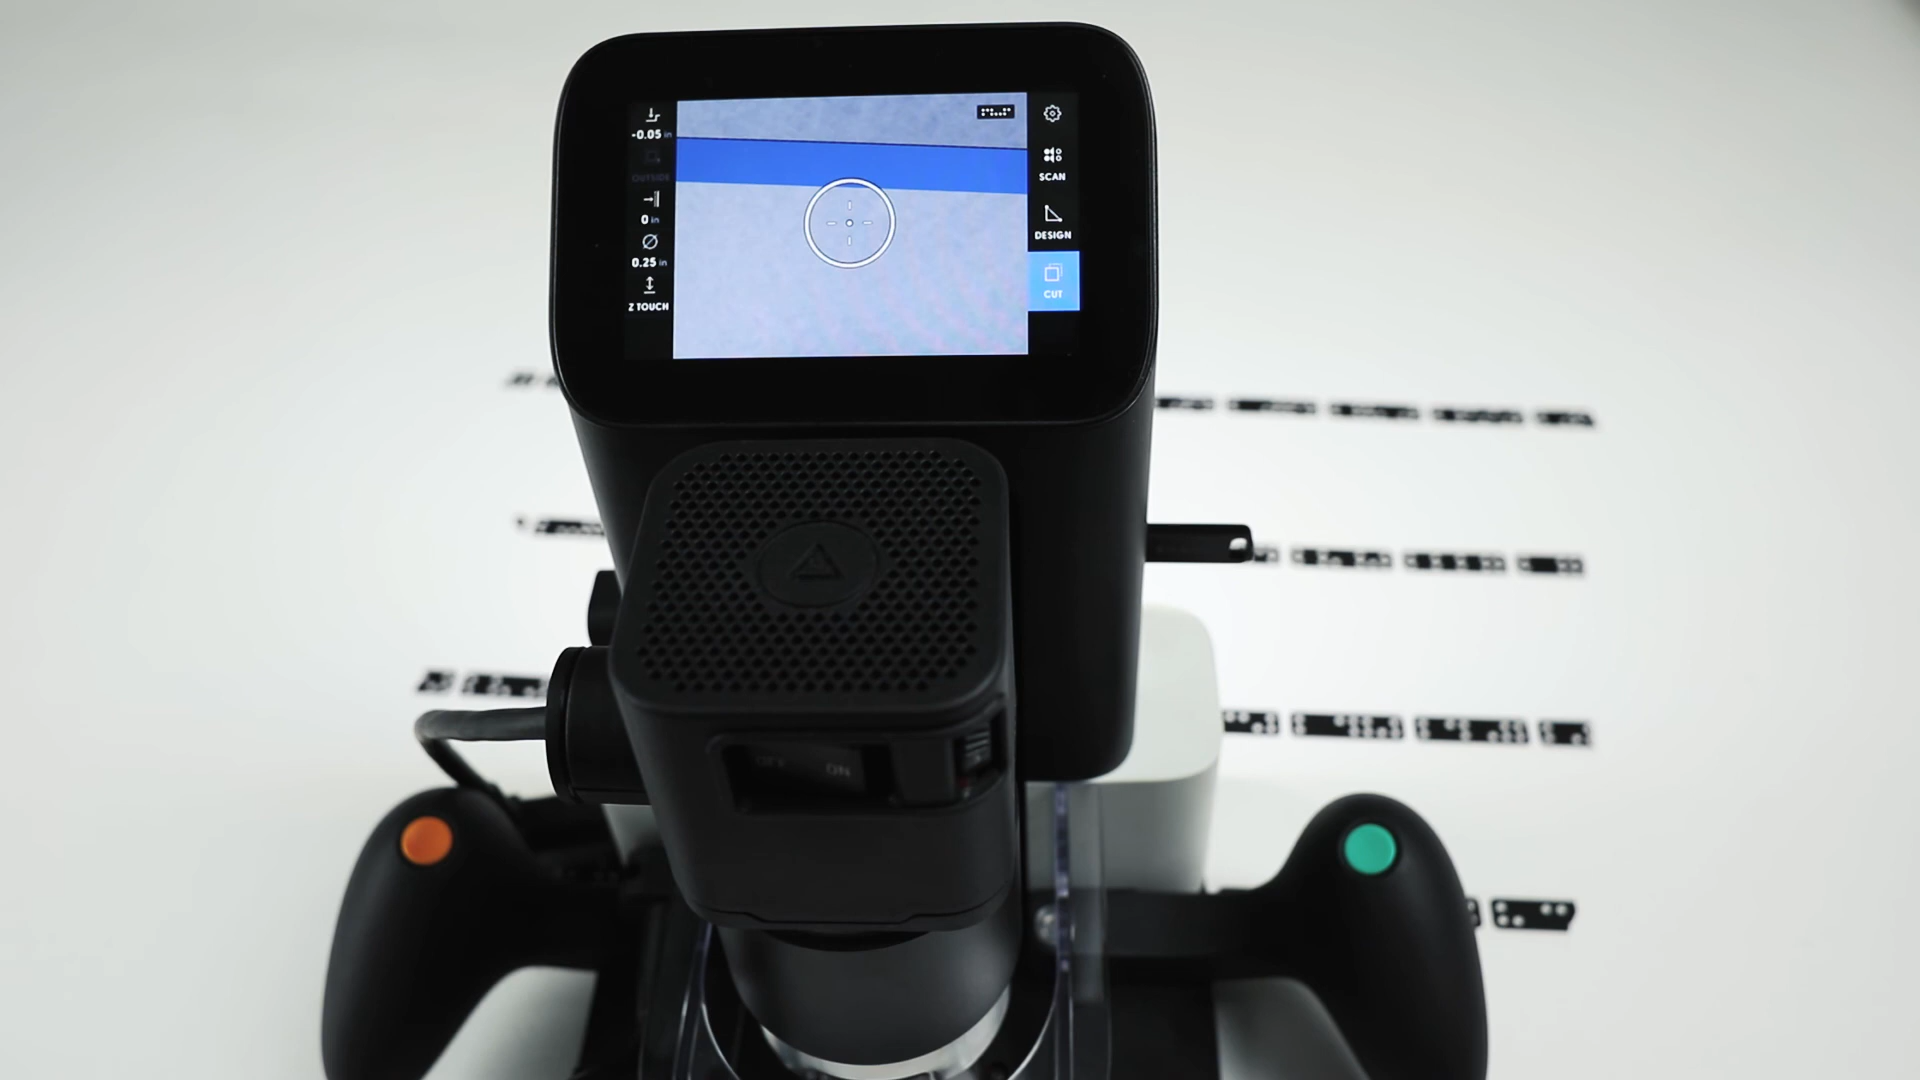 -0.05 in
OUTSIDE
0 in
0.25 in
Z TOUCH
SCAN
DESIGN
CUT
OFF ON